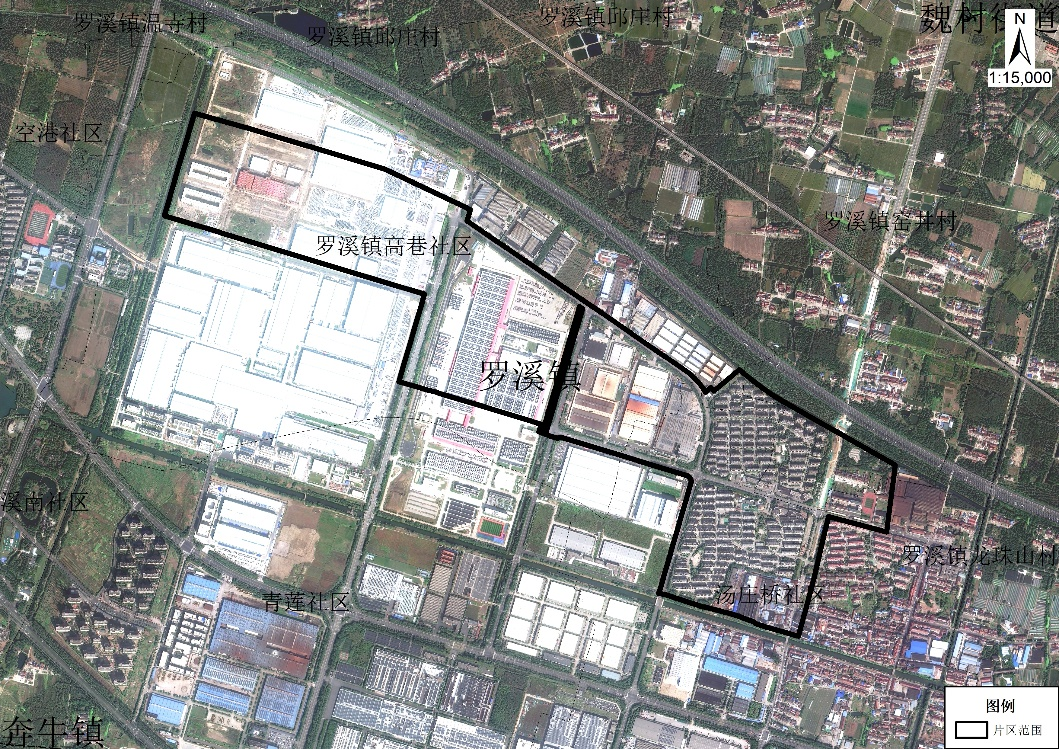 罗溪镇温寺村
罗溪镇邱庄村
罗溪镇邱庄村
魏村街道
N
1:15,000
空港社区
罗溪镇窑井村
罗溪镇高巷社区
罗溪镇
溪南社区
罗溪镇龙珠山村
青莲社区
汤庄桥社区
奔牛镇
图例
片区范围